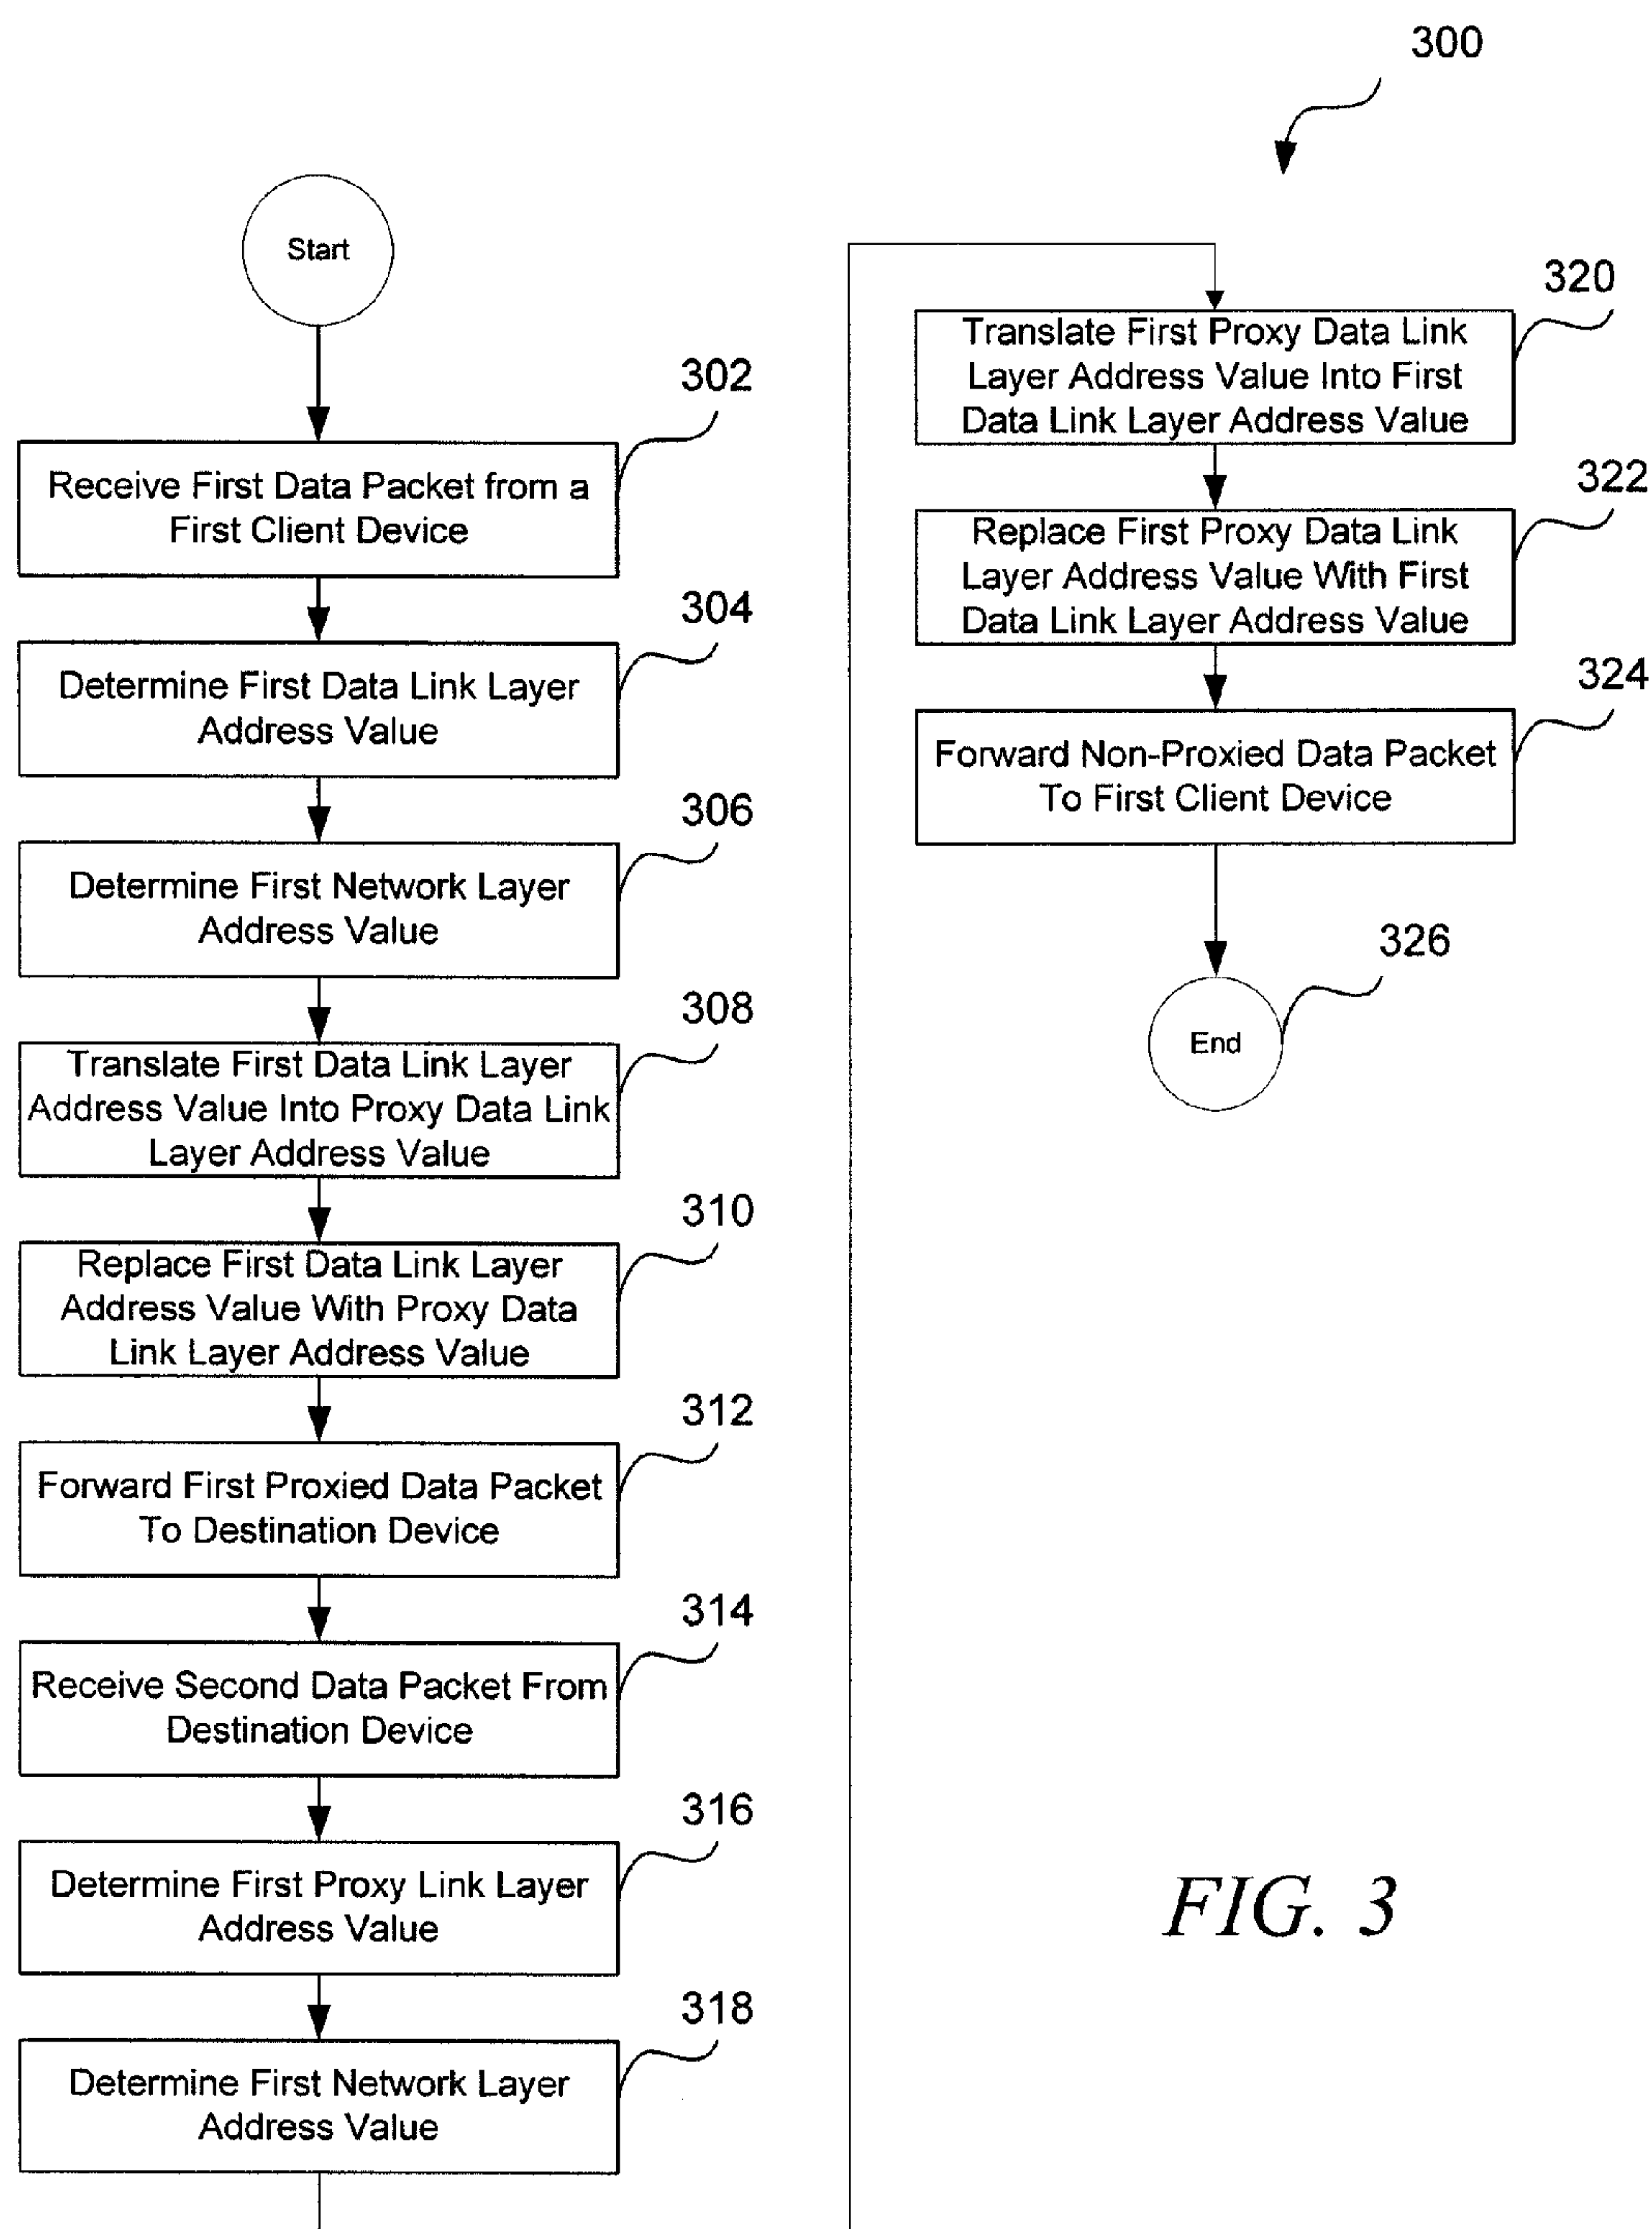 300
Start
302
Receive First Data Packet from a
First Client Device
304
Determine First Data Link Layer
Address Value
306
Determine First Network Layer
Address Value
308
Translate First Data Link Layer
Address Value Into Proxy Data Link
Layer Address Value
310
Replace First Data Link Layer
Address Value With Proxy Data
Link Layer Address Value
312
Forward First Proxied Data Packet
To Destination Device
314
Receive Second Data Packet From
Destination Device
316
Determine First Proxy Link Layer
Address Value
318
Determine First Network Layer
Address Value
320
Translate First Proxy Data Link
Layer Address Value Into First
Data Link Layer Address Value
322
Replace First Proxy Data Link
Layer Address Value With First
Data Link Layer Address Value
324
Forward Non-Proxied Data Packet
To First Client Device
326
End
FIG. 3